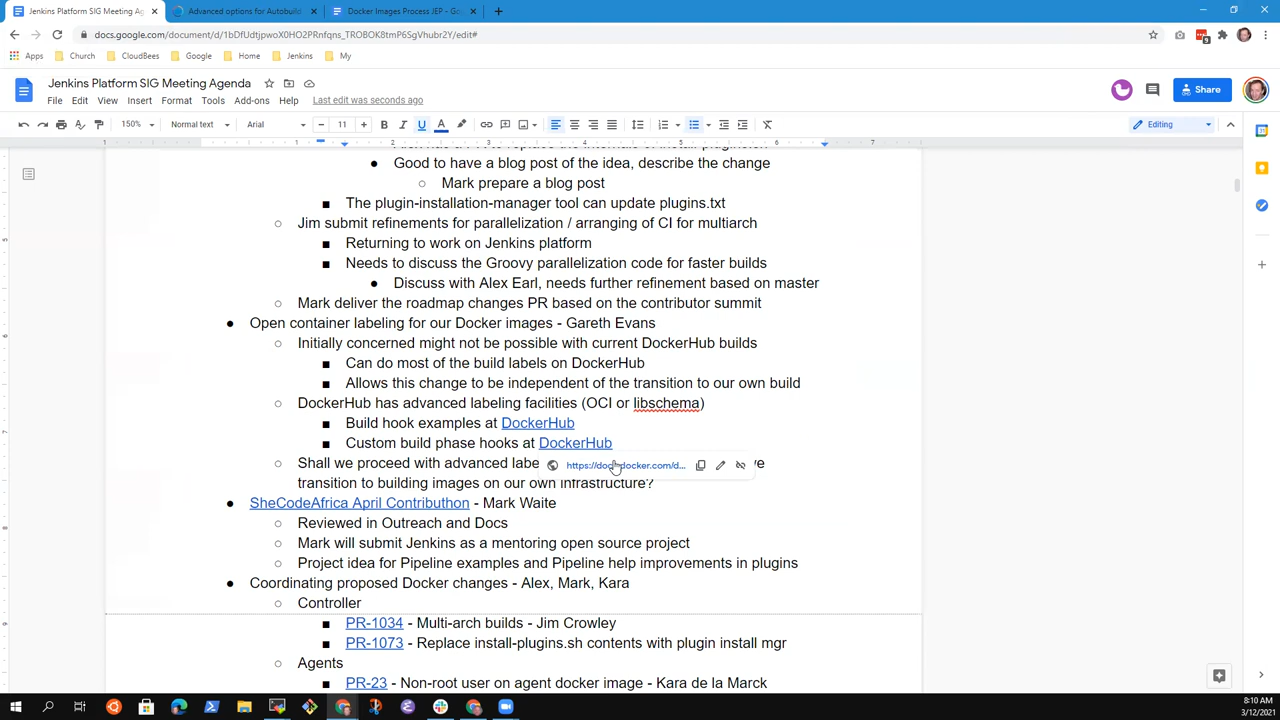 Jenkins Platform SIG Meeting Ag
Advanced options for Autobuild
Docker Images Process JEP - Go
docs.google.com/document/d/1bDfUdtjpwoX0HO2PRnfqns_TROBOK8tmP6SgVhubr2Y/edit#
Apps Church CloudBees Google Home Jenkins My
Jenkins Platform SIG Meeting Agenda
Share
File Edit View Insert Format Tools Add-ons Help Last edit was seconds ago
150% Normal text Arial 11 Editing
1 1 2 3 4 5 6 7
Good to have a blog post of the idea, describe the change
Mark prepare a blog post
The plugin-installation-manager tool can update plugins.txt
Jim submit refinements for parallelization / arranging of CI for multiarch
Returning to work on Jenkins platform
Needs to discuss the Groovy parallelization code for faster builds
Discuss with Alex Earl, needs further refinement based on master
Mark deliver the roadmap changes PR based on the contributor summit
Open container labeling for our Docker images - Gareth Evans
Initially concerned might not be possible with current DockerHub builds
Can do most of the build labels on DockerHub
Allows this change to be independent of the transition to our own build
DockerHub has advanced labeling facilities (OCI or libschema)
Build hook examples at DockerHub
Custom build phase hooks at DockerHub
Shall we proceed with advanced labe
https://docs.docker.com/d...
transition to building images on our own infrastructure?
SheCodeAfrica April Contributhon - Mark Waite
Reviewed in Outreach and Docs
Mark will submit Jenkins as a mentoring open source project
Project idea for Pipeline examples and Pipeline help improvements in plugins
Coordinating proposed Docker changes - Alex, Mark, Kara
Controller
PR-1034 - Multi-arch builds - Jim Crowley
PR-1073 - Replace install-plugins.sh contents with plugin install mgr
Agents
PR-23 - Non-root user on agent docker image - Kara de la Marck
8:10 AM
3/12/2021